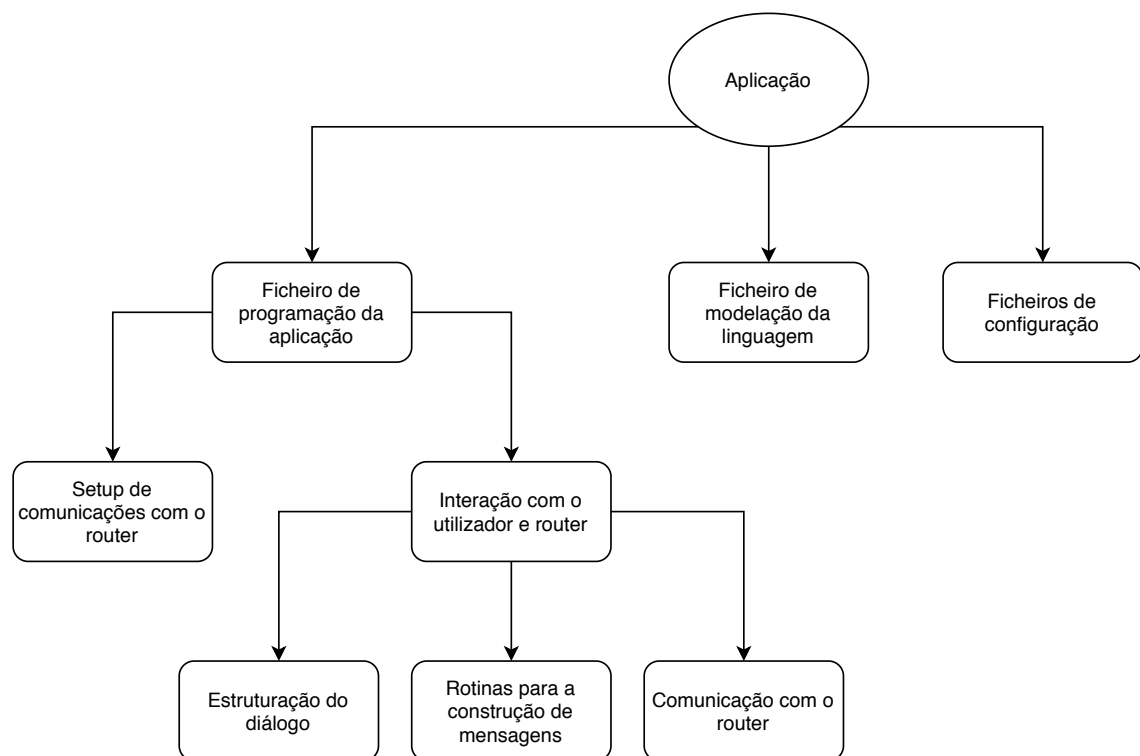 Aplicação
Ficheiro de
programação da
aplicação
Ficheiro de
modelação da
linguagem
Ficheiros de
configuração
Setup de
comunicações com o
router
Interação com o
utilizador e router
Estruturação do
diálogo
Rotinas para a
construção de
mensagens
Comunicação com o
router